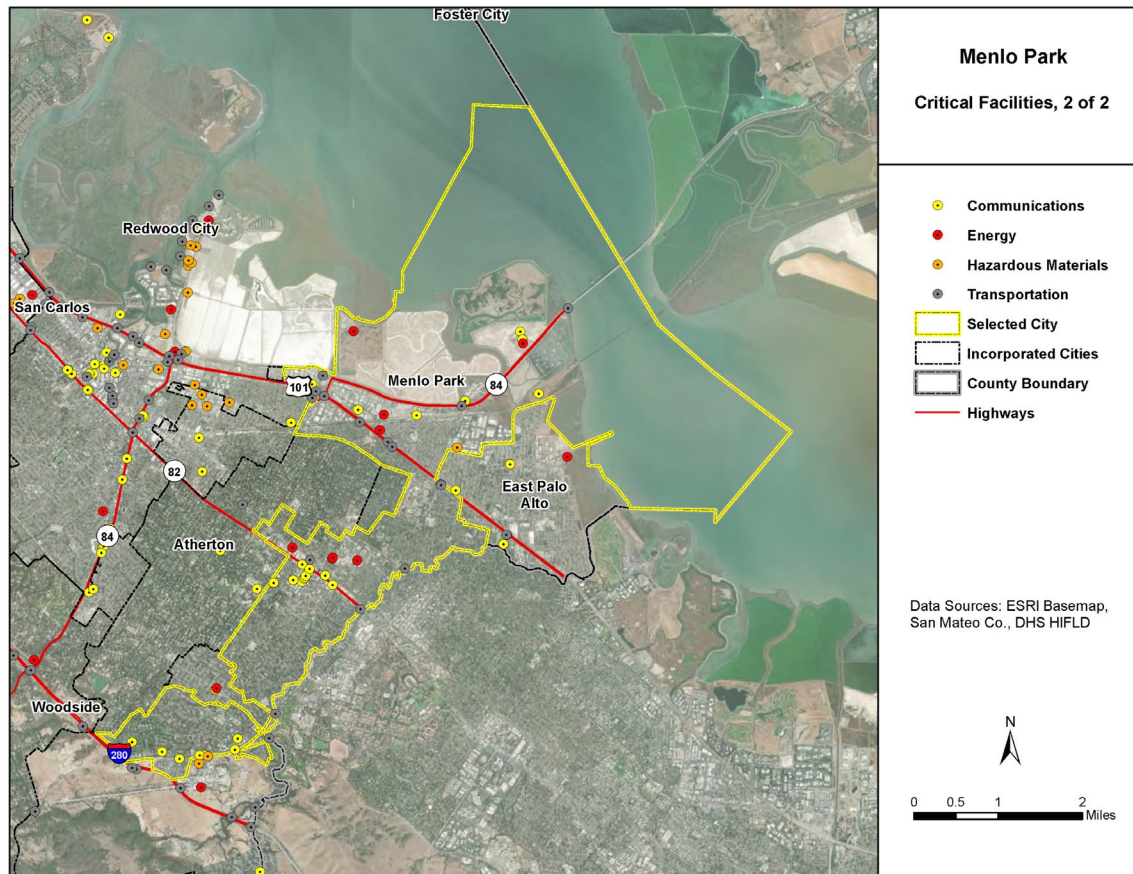 Foster City
Redwood City
San Carlos
101
Menlo Park
84
82
East Palo
Alto
84
Atherton
Woodside
280
Menlo Park
Critical Facilities, 2 of 2
Communications
Energy
Hazardous Materials
Transportation
Selected City
Incorporated Cities
County Boundary
Highways
Data Sources: ESRI Basemap,
San Mateo Co., DHS HIFLD
N
0 0.5 1 2
Miles